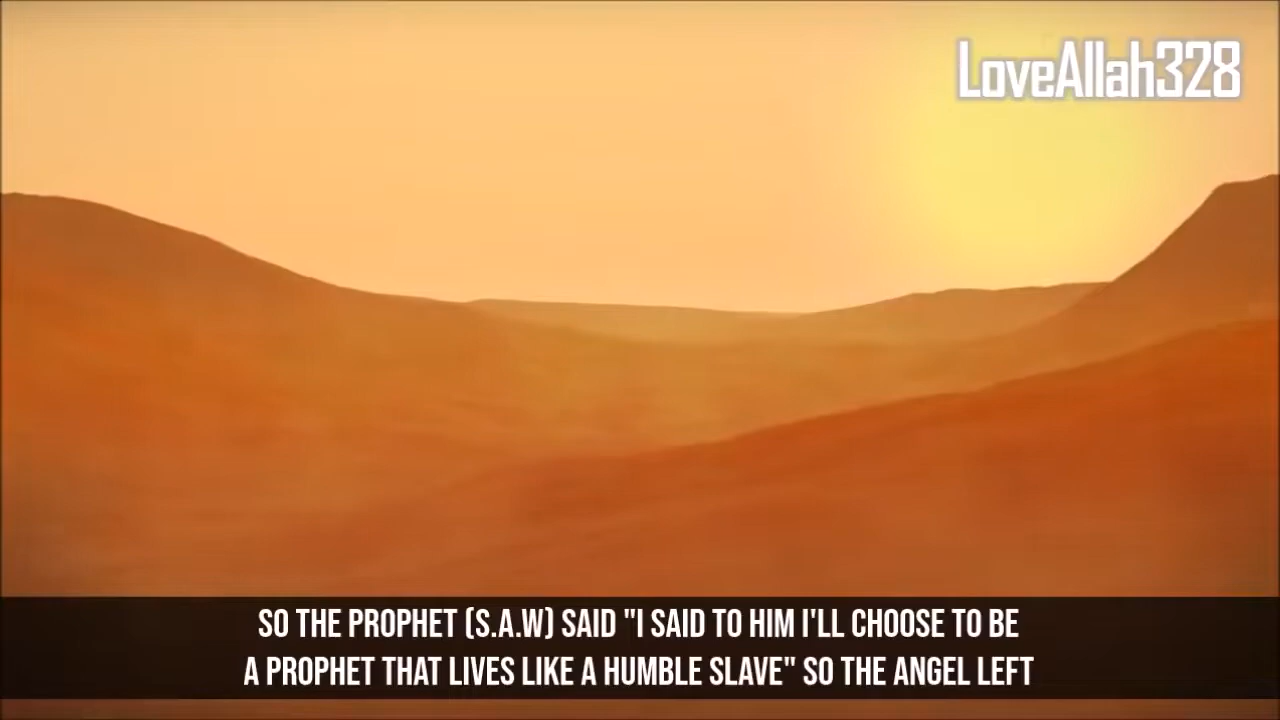 LoveAllah328
SO THE PROPHET (S.A.W) SAID "I SAID TO HIM I'LL CHOOSE TO BE
A PROPHET THAT LIVES LIKE A HUMBLE SLAVE" SO THE ANGEL LEFT